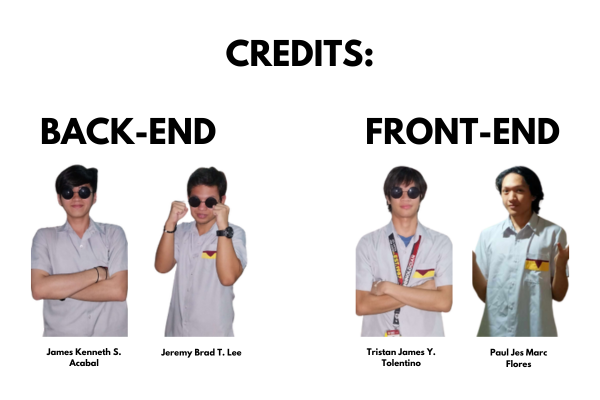 CREDITS:
BACK-END
FRONT-END
James Kenneth S.
Acabal
Jeremy Brad T. Lee
Tristan James Y.
Tolentino
Paul Jes Marc
Flores